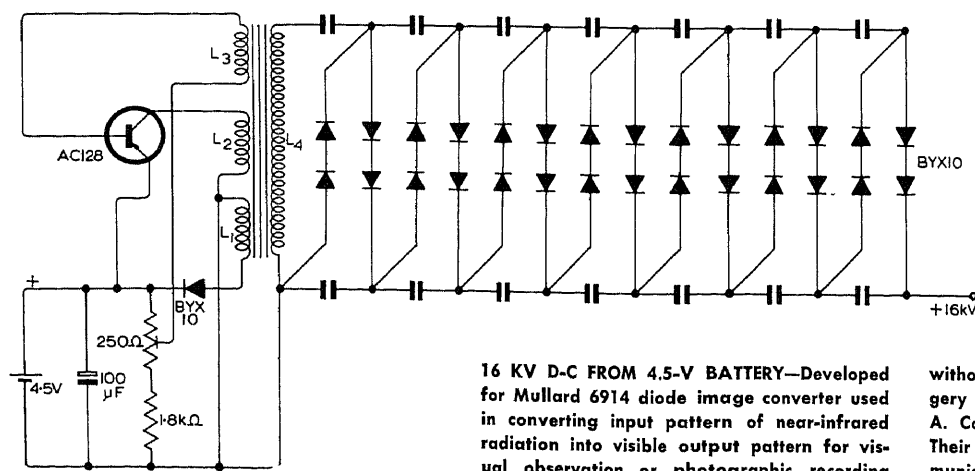 L3
AC128
L2
L4
BYX10
L1
+
BYX
10
250Ω
4·5V
100
μF
1·8kΩ
+16kV
16 KV D-C FROM 4.5-V BATTERY—Developed
for Mullard 6914 diode image converter used
in converting input pattern of near-infrared
radiation into visible output pattern for vis-
ual observation or photographic recording
witho
gery
A. Co
Their